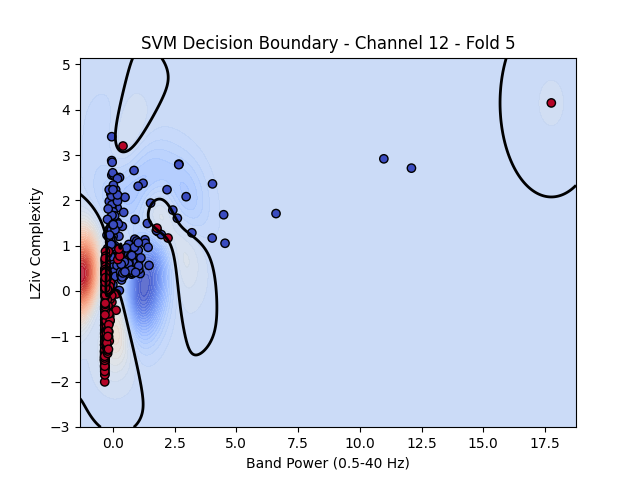 SVM Decision Boundary - Channel 12 - Fold 5
5
4
3
2
1
0
−1
−2
−3
LZiv Complexity
0.0 2.5 5.0 7.5 10.0 12.5 15.0 17.5
Band Power (0.5-40 Hz)